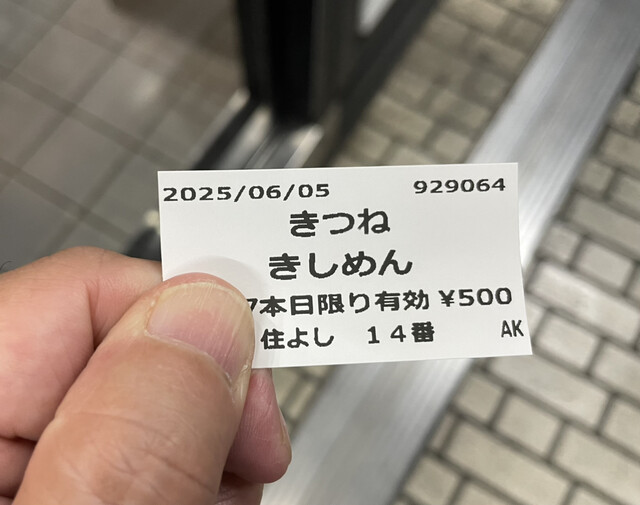 2025/06/05 929064
きつね
きしめん
本日限り有効 ¥500
住よし 14番 AK